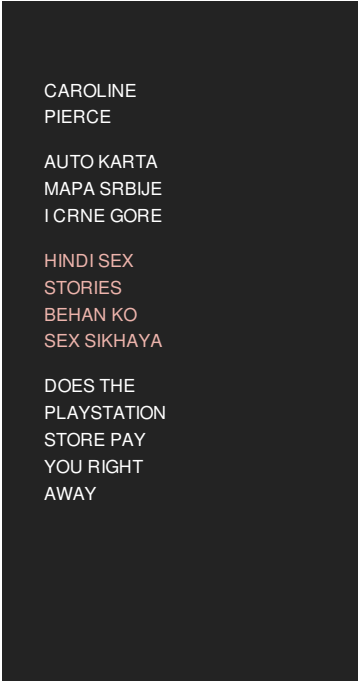 CAROLINE
PIERCE
AUTO KARTA
MAPA SRBIJE
I CRNE GORE
HINDI SEX
STORIES
BEHAN KO
SEX SIKHAYA
DOES THE
PLAYSTATION
STORE PAY
YOU RIGHT
AWAY